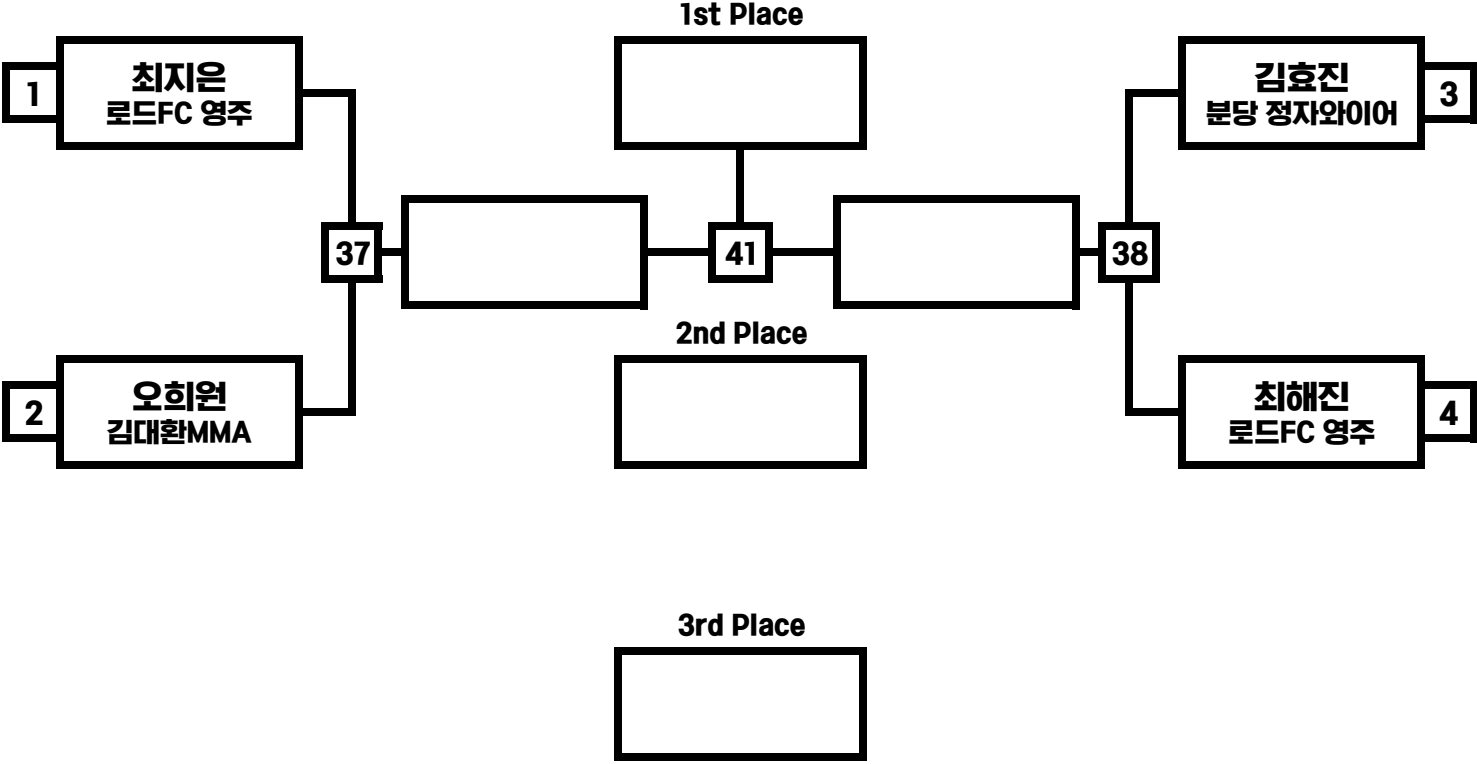 1st Place
1
최지은
로드FC 영주
김효진
분당 정자와이어
3
37
41
38
2nd Place
2
오희원
김대환MMA
최해진
로드FC 영주
4
3rd Place